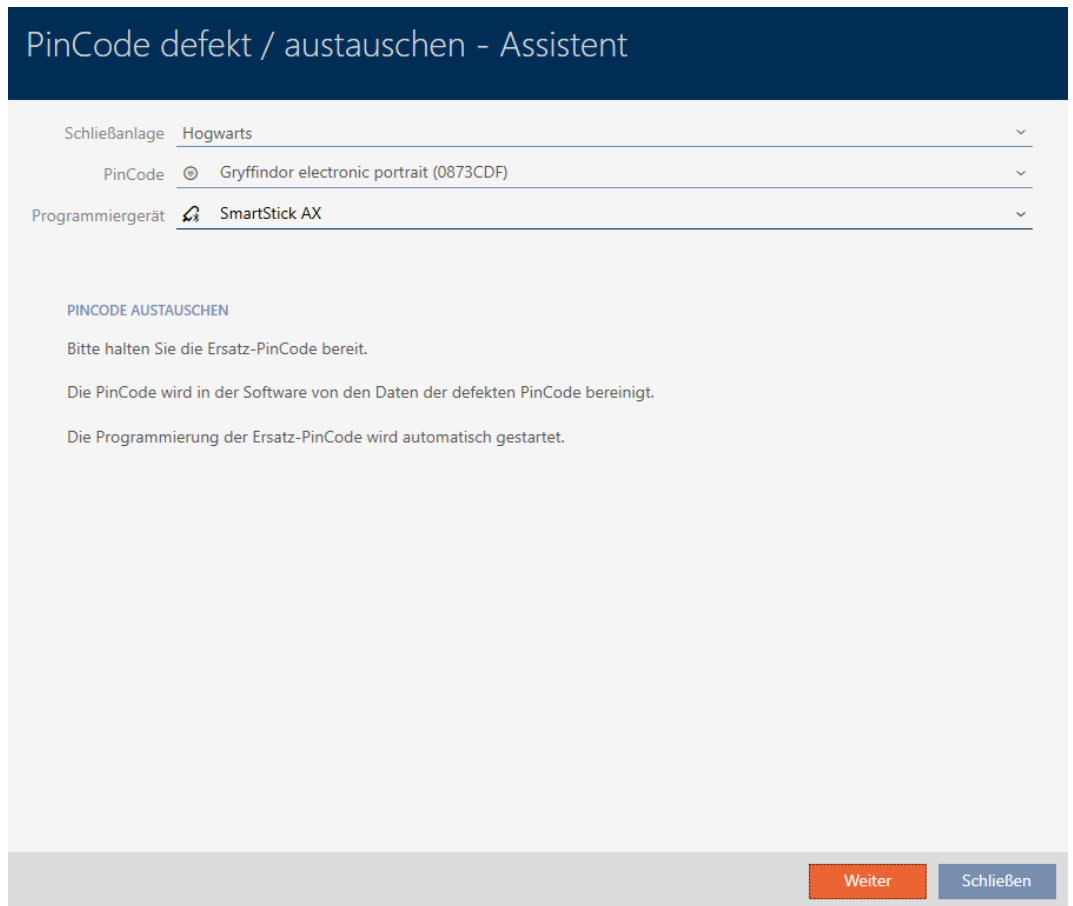 PinCode defekt / austauschen - Assistent
Schließanlage Hogwarts
PinCode Gryffindor electronic portrait (0873CDF)
Programmiergerät SmartStick AX
PINCODE AUSTAUSCHEN
Bitte halten Sie die Ersatz-PinCode bereit.
Die PinCode wird in der Software von den Daten der defekten PinCode bereinigt.
Die Programmierung der Ersatz-PinCode wird automatisch gestartet.
Weiter Schließen